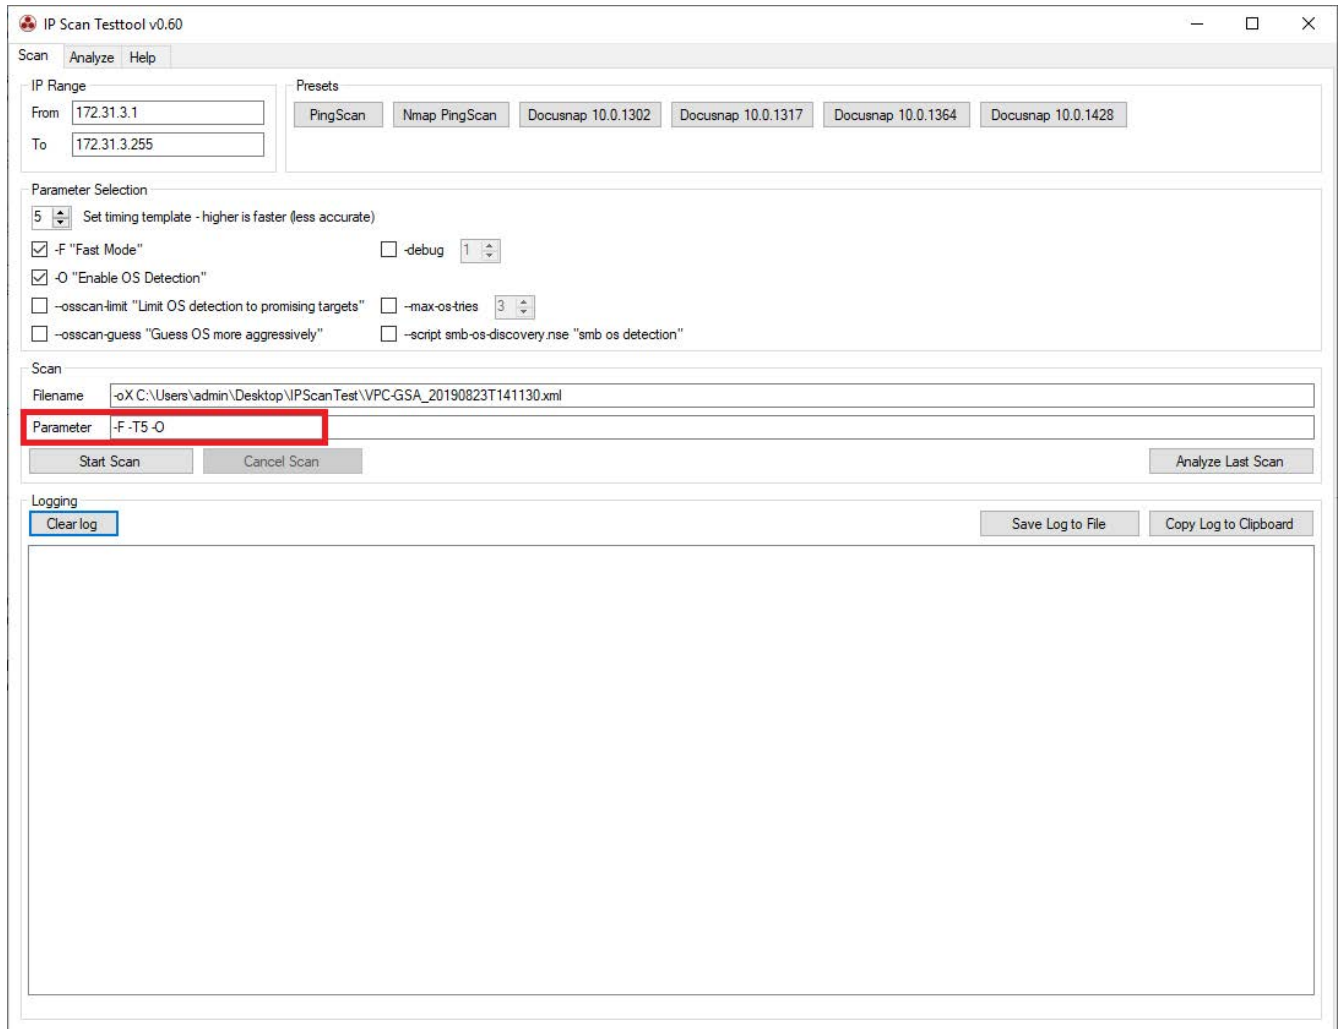 IP Scan Testtool v0.60
Scan Analyze Help
IP Range
From 172.31.3.1
To 172.31.3.255
Presets
PingScan Nmap PingScan Docusnap 10.0.1302 Docusnap 10.0.1317 Docusnap 10.0.1364 Docusnap 10.0.1428
Parameter Selection
5 Set timing template - higher is faster (less accurate)
-F "Fast Mode" -debug 1
-O "Enable OS Detection"
--osscan-limit "Limit OS detection to promising targets" --max-os-tries 3
--osscan-guess "Guess OS more aggressively" --script smb-os-discovery.nse "smb os detection"
Scan
Filename -oX C:\Users\admin\Desktop\IPScanTest\VPC-GSA_20190823T141130.xml
Parameter -F -T5 -O
Start Scan Cancel Scan Analyze Last Scan
Logging
Clear log Save Log to File Copy Log to Clipboard